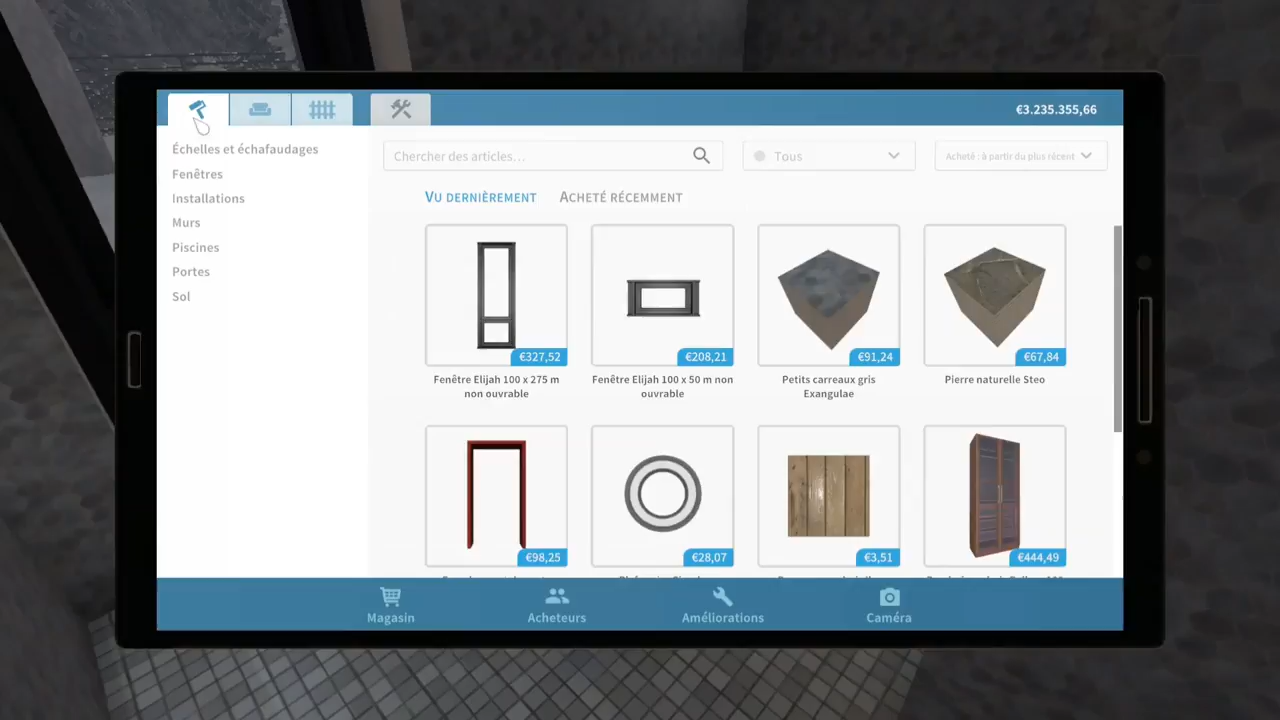 €3.235.355,66
Échelles et échafaudages
Fenêtres
Installations
Murs
Piscines
Portes
Sol
Chercher des articles...
Tous
Acheté : à partir du plus récent
VU DERNIÈREMENT
ACHETÉ RÉCEMMENT
€327,52
€208,21
€91,24
€67,84
Fenêtre Elijah 100 x 275 m
non ouvrable
Fenêtre Elijah 100 x 50 m non
ouvrable
Petits carreaux gris
Exangulae
Pierre naturelle Steo
€98,25
€28,07
€3,51
€444,49
Magasin
Acheteurs
Améliorations
Caméra